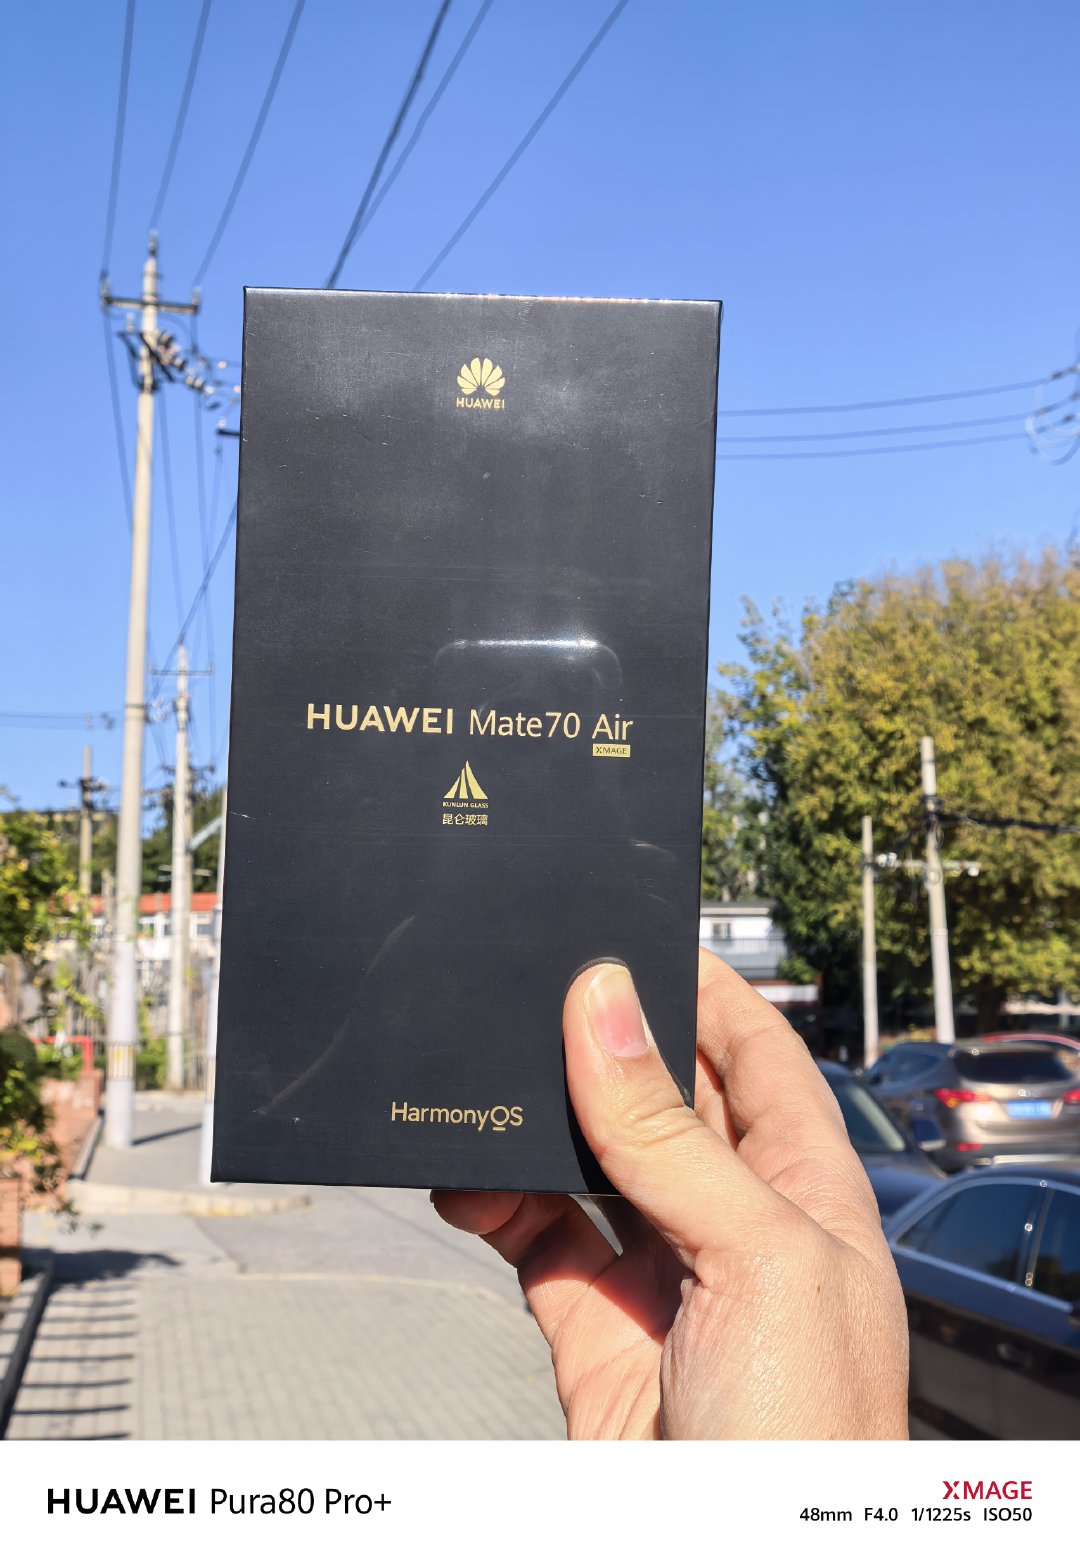 HUAWEI
HUAWEI Mate70 Air
XMAGE
KUNLUN GLASS
昆仑玻璃
HarmonyOS
HUAWEI Pura80 Pro+
XMAGE
48mm F4.0 1/1225s ISO50